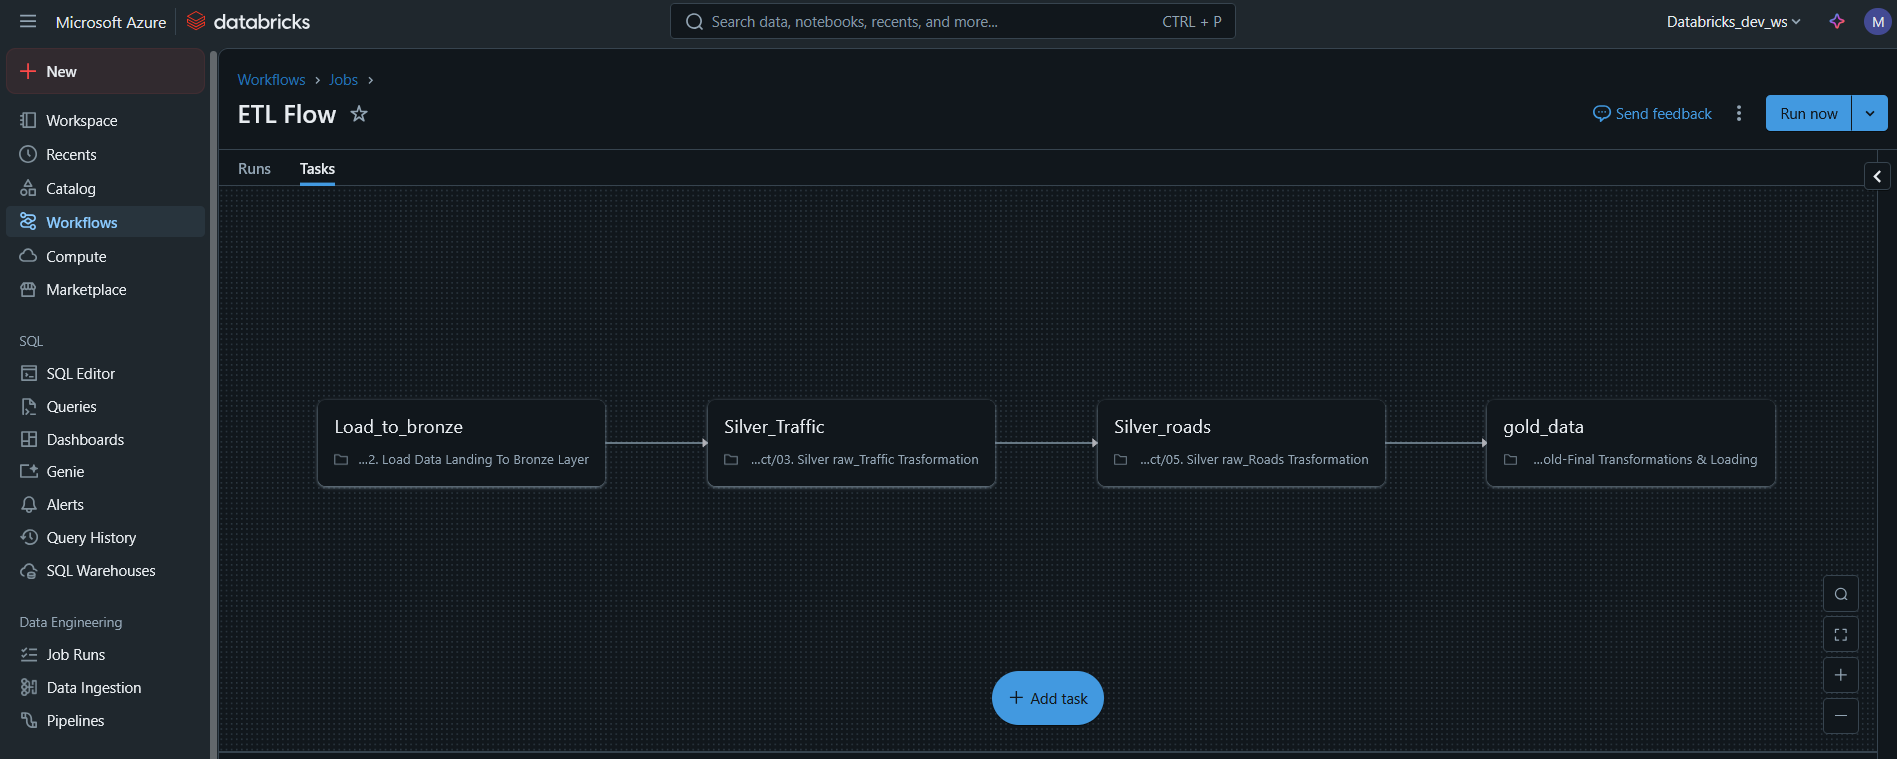 Microsoft Azure databricks
Search data, notebooks, recents, and more... CTRL + P
Databricks_dev_ws M
New
Workspace
Recents
Catalog
Workflows
Compute
Marketplace
SQL
SQL Editor
Queries
Dashboards
Genie
Alerts
Query History
SQL Warehouses
Data Engineering
Job Runs
Data Ingestion
Pipelines
Workflows › Jobs ›
ETL Flow
Send feedback
Run now
Runs Tasks
Load_to_bronze
...2. Load Data Landing To Bronze Layer
Silver_Traffic
...ct/03. Silver raw_Traffic Trasformation
Silver_roads
...ct/05. Silver raw_Roads Trasformation
gold_data
...old-Final Transformations & Loading
+ Add task